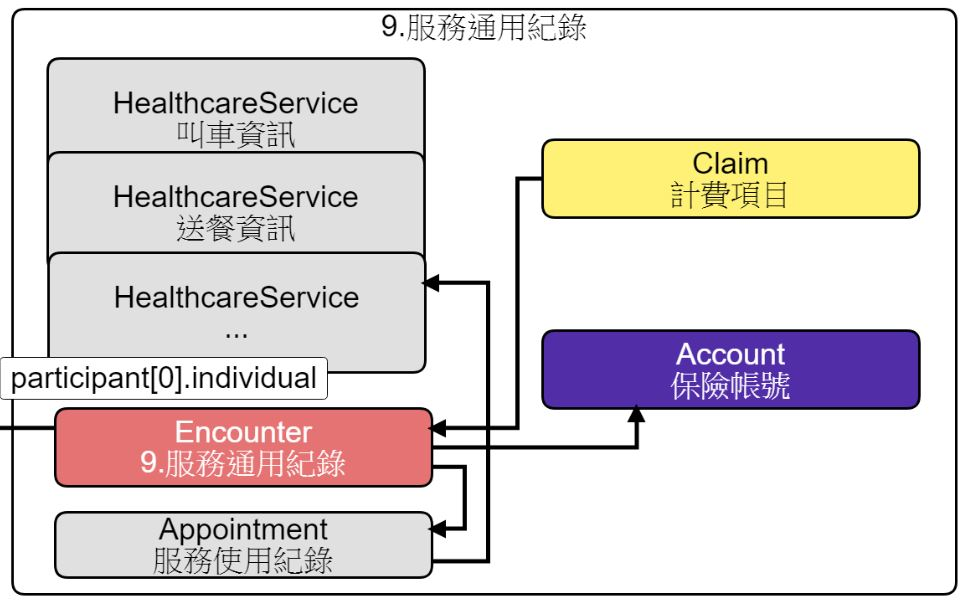 9.服務通用紀錄
HealthcareService
叫車資訊
HealthcareService
送餐資訊
HealthcareService
...
Claim
計費項目
Account
保險帳號
participant[0].individual
Encounter
9.服務通用紀錄
Appointment
服務使用紀錄